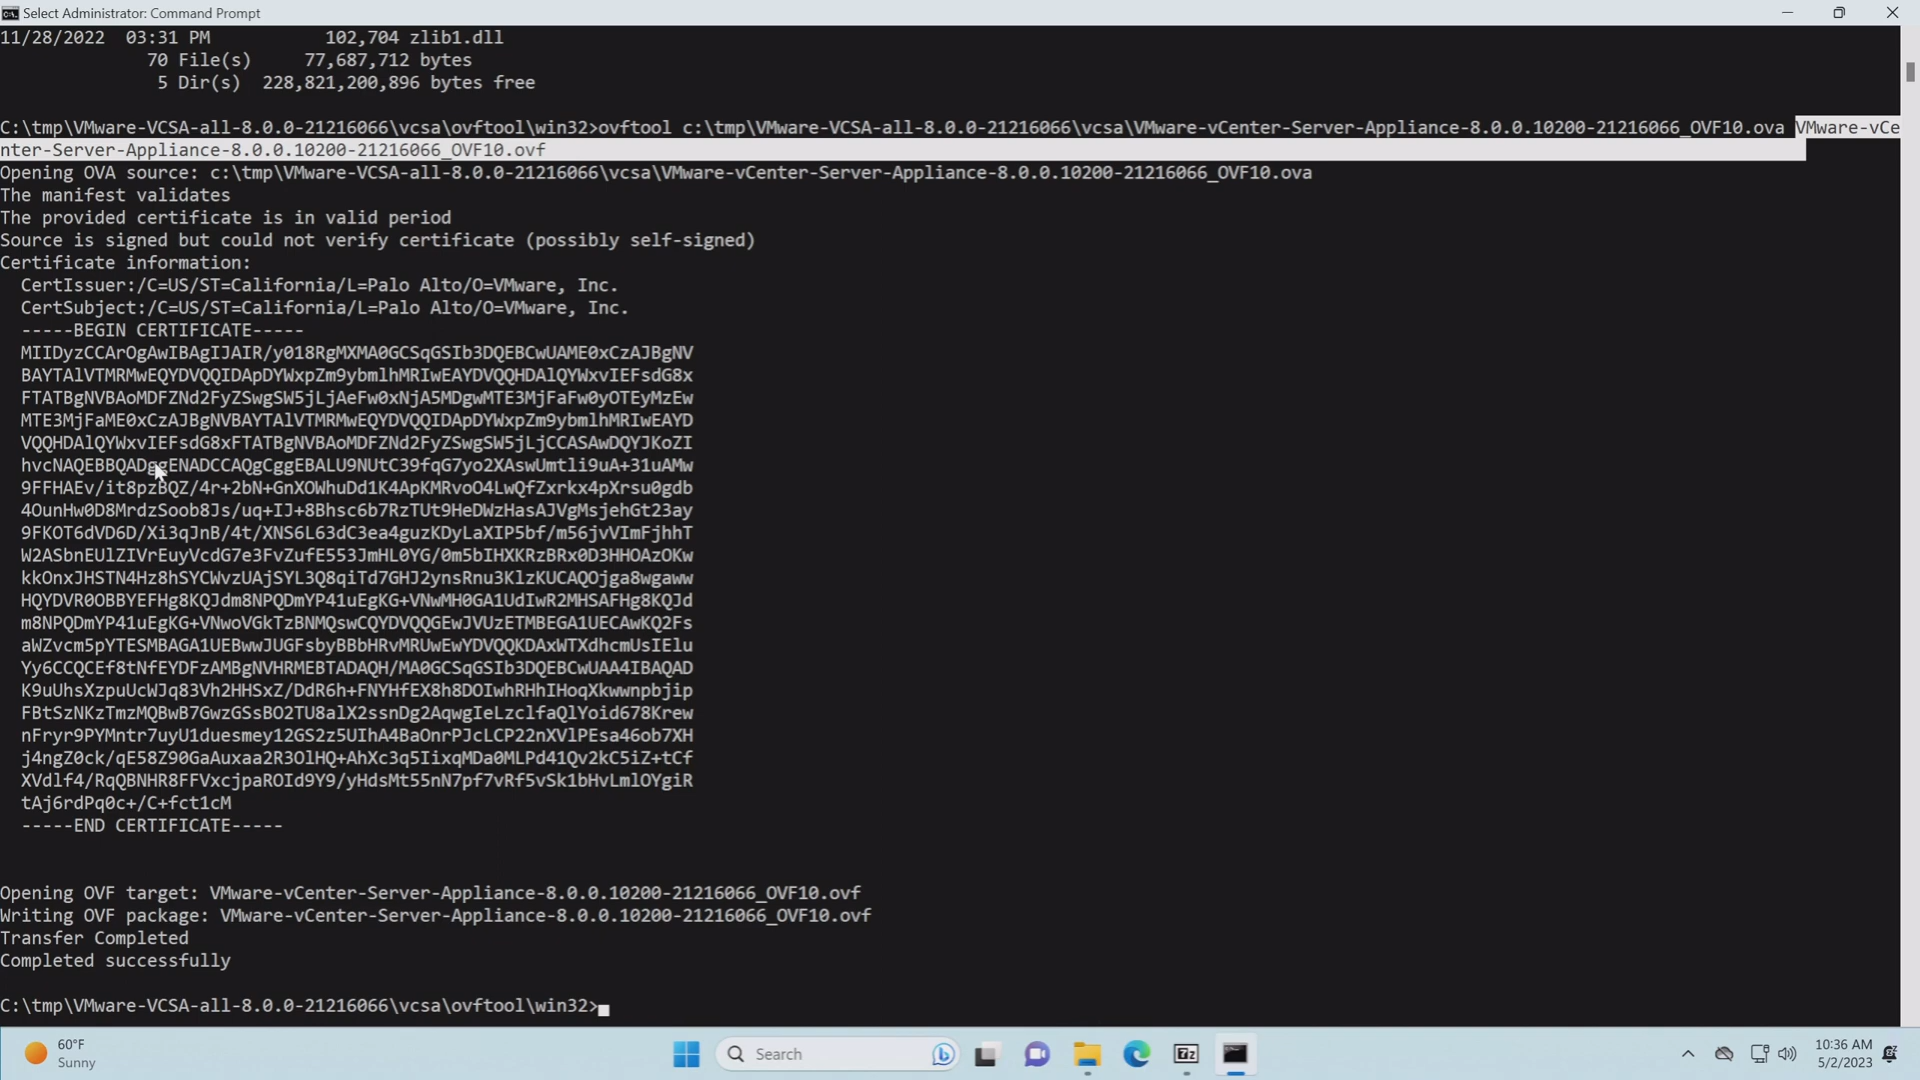 Select Administrator: Command Prompt
11/28/2022  03:31 PM           102,704 zlib1.dll
70 File(s)     77,687,712 bytes
5 Dir(s)  228,821,200,896 bytes free
C:\tmp\VMware-VCSA-all-8.0.0-21216066\vcsa\ovftool\win32>ovftool c:\tmp\VMware-VCSA-all-8.0.0-21216066\vcsa\VMware-vCenter-Server-Appliance-8.0.0.10200-21216066_OVF10.ova VMware-vCe
nter-Server-Appliance-8.0.0.10200-21216066_OVF10.ovf
Opening OVA source: c:\tmp\VMware-VCSA-all-8.0.0-21216066\vcsa\VMware-vCenter-Server-Appliance-8.0.0.10200-21216066_OVF10.ova
The manifest validates
The provided certificate is in valid period
Source is signed but could not verify certificate (possibly self-signed)
Certificate information:
CertIssuer:/C=US/ST=California/L=Palo Alto/O=VMware, Inc.
CertSubject:/C=US/ST=California/L=Palo Alto/O=VMware, Inc.
-----BEGIN CERTIFICATE-----
MIIDyzCCArOgAwIBAgIJAIR/y018RgMXMA0GCSqGSIb3DQEBCwUAME0xCzAJBgNV
BAYTAlVTMRMwEQYDVQQIDApDYWxpZm9ybmlhMRIwEAYDVQQHDAlQYWxvIEFsdG8x
FTATBgNVBAoMDFZNd2FyZSwgSW5jLjAeFw0xNjA5MDgwMTE3MjFaFw0yOTEyMzEw
MTE3MjFaME0xCzAJBgNVBAYTAlVTMRMwEQYDVQQIDApDYWxpZm9ybmlhMRIwEAYD
VQQHDAlQYWxvIEFsdG8xFTATBgNVBAoMDFZNd2FyZSwgSW5jLjCCASAwDQYJKoZI
hvcNAQEBBQADggENADCCAQgCggEBALU9NUtC39fqG7yo2XAswUmtli9uA+31uAMw
9FFHAEv/it8pzBQZ/4r+2bN+GnXOWhuDd1K4ApKMRvoO4LwQfZxrkx4pXrsu0gdb
4OunHw0D8MrdzSoob8Js/uq+IJ+8Bhsc6b7RzTUt9HeDWzHasAJVgMsjehGt23ay
9FKOT6dVD6D/Xi3qJnB/4t/XNS6L63dC3ea4guzKDyLaXIP5bf/m56jvVImFjhhT
W2ASbnEUlZIVrEuyVcdG7e3FvZufE553JmHL0YG/0m5bIHXKRzBRx0D3HHOAzOKw
kkOnxJHSTN4Hz8hSYCWvzUAjSYL3Q8qiTd7GHJ2ynsRnu3KlzKUCAQOjga8wgaww
HQYDVR0OBBYEFHg8KQJdm8NPQDmYP41uEgKG+VNwMH0GA1UdIwR2MHSAFHg8KQJd
m8NPQDmYP41uEgKG+VNwoVGkTzBNMQswCQYDVQQGEwJVUzETMBEGA1UECAwKQ2Fs
aWZvcm5pYTESMBAGA1UEBwwJUGFsbyBBbHRvMRUwEwYDVQQKDAxWTXdhcmUsIElu
Yy6CCQCEf8tNfEYDFzAMBgNVHRMEBTADAQH/MA0GCSqGSIb3DQEBCwUAA4IBAQAD
K9uUhsXzpuUcWJq83Vh2HHSxZ/DdR6h+FNYHfEX8h8DOIwhRHhIHoqXkwwnpbjip
FBtSzNKzTmzMQBwB7GwzGSsBO2TU8alX2ssnDg2AqwgIeLzclfaQlYoid678Krew
nFryr9PYMntr7uyU1duesmey12GS2z5UIhA4BaOnrPJcLCP22nXVlPEsa46ob7XH
j4ngZ0ck/qE58Z90GaAuxaa2R3OlHQ+AhXc3q5IixqMDa0MLPd41Qv2kC5iZ+tCf
XVdlf4/RqQBNHR8FFVxcjpaROId9Y9/yHdsMt55nN7pf7vRf5vSk1bHvLmlOYgiR
tAj6rdPq0c+/C+fct1cM
-----END CERTIFICATE-----
Opening OVF target: VMware-vCenter-Server-Appliance-8.0.0.10200-21216066_OVF10.ovf
Writing OVF package: VMware-vCenter-Server-Appliance-8.0.0.10200-21216066_OVF10.ovf
Transfer Completed
Completed successfully
C:\tmp\VMware-VCSA-all-8.0.0-21216066\vcsa\ovftool\win32>
60°F
Sunny
Search
7z
10:36 AM
5/2/2023